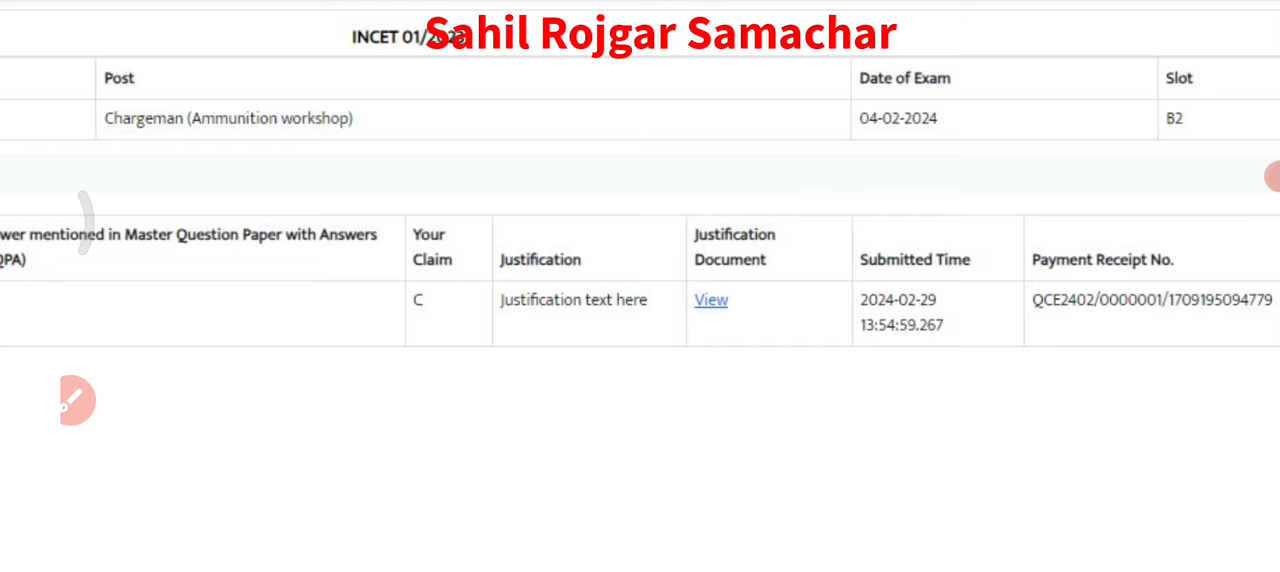 Sahil Rojgar Samachar
INCET 01/2023
Post
Date of Exam
Slot
Chargeman (Ammunition workshop)
04-02-2024
B2
wer mentioned in Master Question Paper with Answers
QPA)
Your
Claim
Justification
Justification
Document
Submitted Time
Payment Receipt No.
C
Justification text here
View
2024-02-29
13:54:59.267
QCE2402/0000001/1709195094779